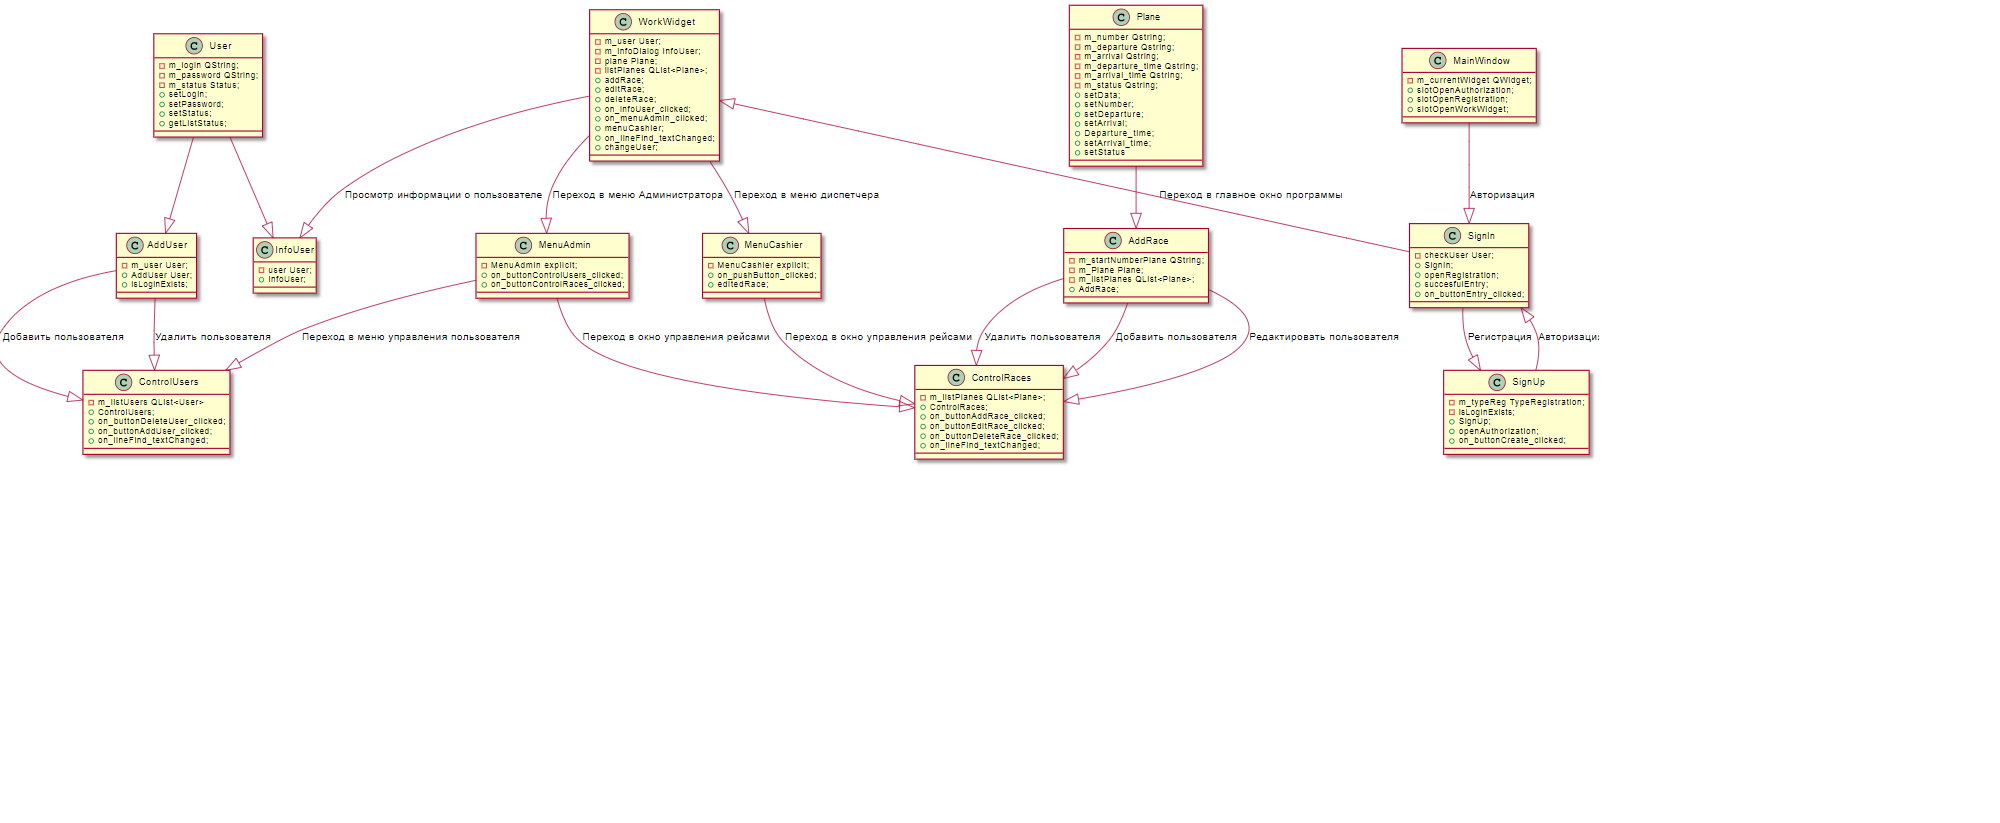 C User
m_login QString;
m_password QString;
m_status Status;
setLogin;
setPassword;
setStatus;
getListStatus;
C WorkWidget
m_user User;
m_infoDialog InfoUser;
plane Plane;
listPlanes QList<Plane>;
addRace;
editRace;
deleteRace;
on_infoUser_clicked;
on_menuAdmin_clicked;
menuCashier;
on_lineFind_textChanged;
changeUser;
C Plane
m_number Qstring;
m_departure Qstring;
m_arrival Qstring;
m_departure_time Qstring;
m_arrival_time Qstring;
m_status Qstring;
setData;
setNumber;
setDeparture;
setArrival;
Departure_time;
setArrival_time;
setStatus
C MainWindow
m_currentWidget QWidget;
slotOpenAuthorization;
slotOpenRegistration;
slotOpenWorkWidget;
Просмотр информации о пользователе
Переход в меню Администратора
Переход в меню диспетчера
Переход в главное окно программы
Авторизация
C AddUser
m_user User;
AddUser User;
isLoginExists;
C InfoUser
user User;
InfoUser;
C MenuAdmin
MenuAdmin explicit;
on_buttonControlUsers_clicked;
on_buttonControlRaces_clicked;
C MenuCashier
MenuCashier explicit;
on_pushButton_clicked;
editedRace;
C AddRace
m_startNumberPlane QString;
m_Plane Plane;
m_listPlanes QList<Plane>;
AddRace;
C SignIn
checkUser User;
SignIn;
openRegistration;
succesfulEntry;
on_buttonEntry_clicked;
Добавить пользователя
Удалить пользователя
Переход в меню управления пользователя
Переход в окно управления рейсами
Переход в окно управления рейсами
Удалить пользователя
Добавить пользователя
Редактировать пользователя
Регистрация
Авторизаци
C ControlUsers
m_listUsers QList<User>
ControlUsers;
on_buttonDeleteUser_clicked;
on_buttonAddUser_clicked;
on_lineFind_textChanged;
C ControlRaces
m_listPlanes QList<Plane>;
ControlRaces;
on_buttonAddRace_clicked;
on_buttonEditRace_clicked;
on_buttonDeleteRace_clicked;
on_lineFind_textChanged;
C SignUp
m_typeReg TypeRegistration;
isLoginExists;
SignUp;
openAuthorization;
on_buttonCreate_clicked;